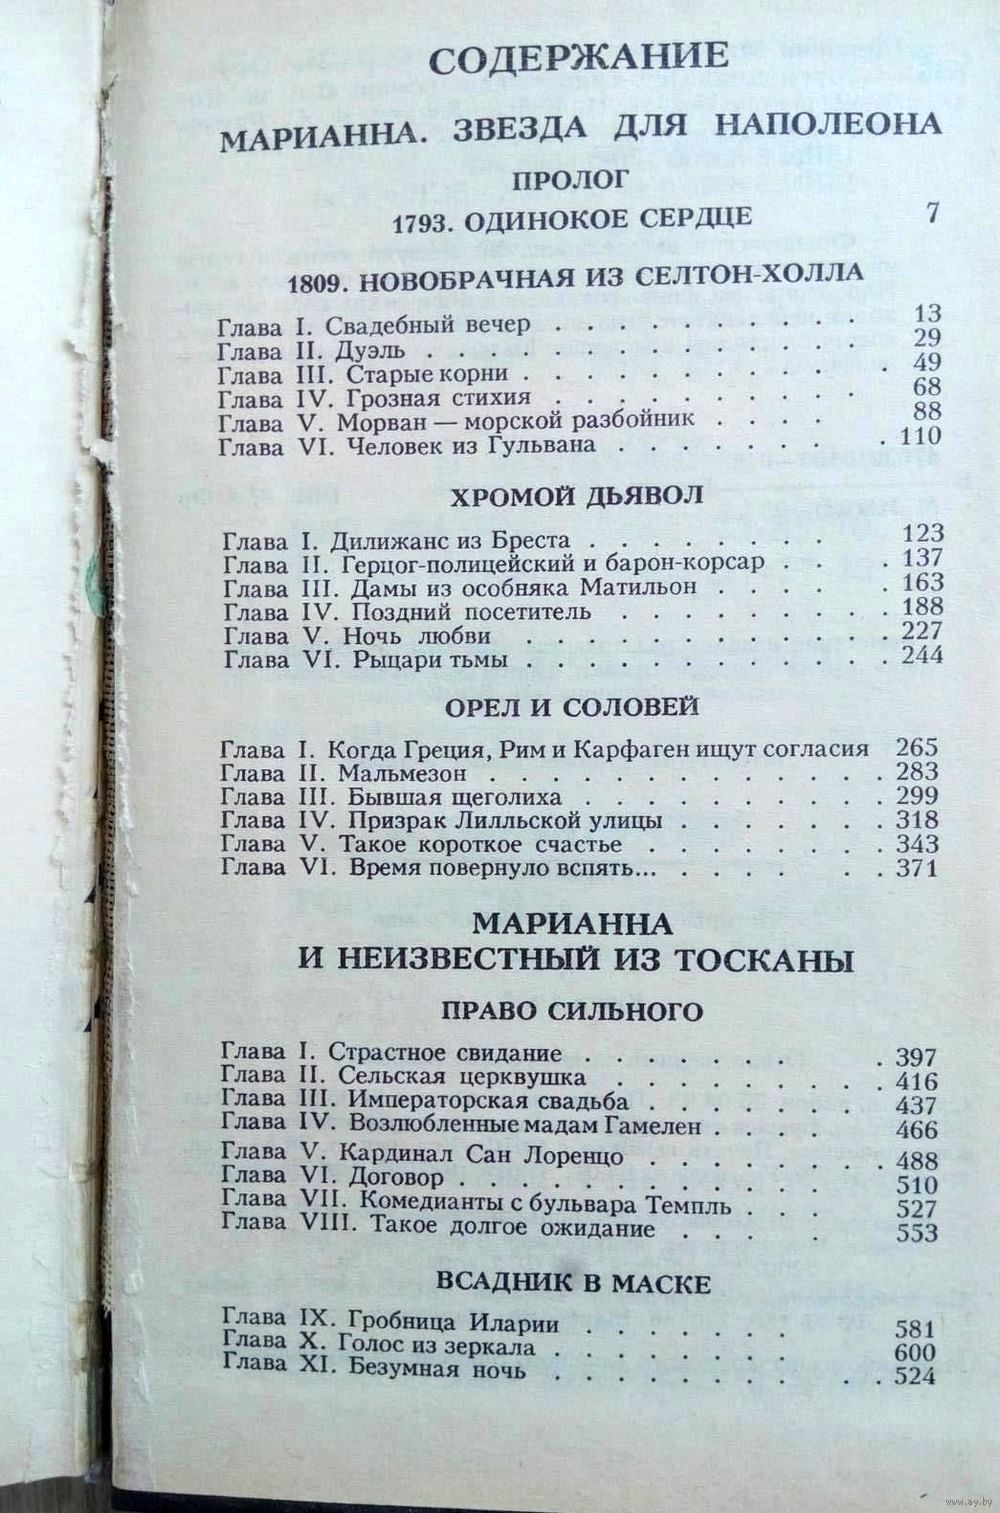 СОДЕРЖАНИЕ
МАРИАННА. ЗВЕЗДА ДЛЯ НАПОЛЕОНА
ПРОЛОГ
1793. ОДИНОКОЕ СЕРДЦЕ 7
1809. НОВОБРАЧНАЯ ИЗ СЕЛТОН-ХОЛЛА
Глава I. Свадебный вечер . . . . . . . . . . 13
Глава II. Дуэль . . . . . . . . . . . . . 29
Глава III. Старые корни . . . . . . . . . . 49
Глава IV. Грозная стихия . . . . . . . . . . 68
Глава V. Морван — морской разбойник . . . . 88
Глава VI. Человек из Гульвана . . . . . . . . 110
ХРОМОЙ ДЬЯВОЛ
Глава I. Дилижанс из Бреста . . . . . . . . 123
Глава II. Герцог-полицейский и барон-корсар . . . 137
Глава III. Дамы из особняка Матильон . . . . . 163
Глава IV. Поздний посетитель . . . . . . . . . 188
Глава V. Ночь любви . . . . . . . . . . . . 227
Глава VI. Рыцари тьмы . . . . . . . . . . . . 244
ОРЕЛ И СОЛОВЕЙ
Глава I. Когда Греция, Рим и Карфаген ищут согласия 265
Глава II. Мальмезон . . . . . . . . . . . . . 283
Глава III. Бывшая щеголиха . . . . . . . . . . 299
Глава IV. Призрак Лилльской улицы . . . . . . . 318
Глава V. Такое короткое счастье . . . . . . . . 343
Глава VI. Время повернуло вспять... . . . . . . 371
МАРИАННА
И НЕИЗВЕСТНЫЙ ИЗ ТОСКАНЫ
ПРАВО СИЛЬНОГО
Глава I. Страстное свидание . . . . . . . . 397
Глава II. Сельская церквушка . . . . . . . . . 416
Глава III. Императорская свадьба . . . . . . . 437
Глава IV. Возлюбленные мадам Гамелен . . . . 466
Глава V. Кардинал Сан Лоренцо . . . . . . . . 488
Глава VI. Договор . . . . . . . . . . . . 510
Глава VII. Комедианты с бульвара Темпль . . . 527
Глава VIII. Такое долгое ожидание . . . . 553
ВСАДНИК В МАСКЕ
Глава IX. Гробница Иларии . . . . . . . 581
Глава X. Голос из зеркала . . . . . . . . 600
Глава XI. Безумная ночь . . . . . . . . . . 524
www.ay.by